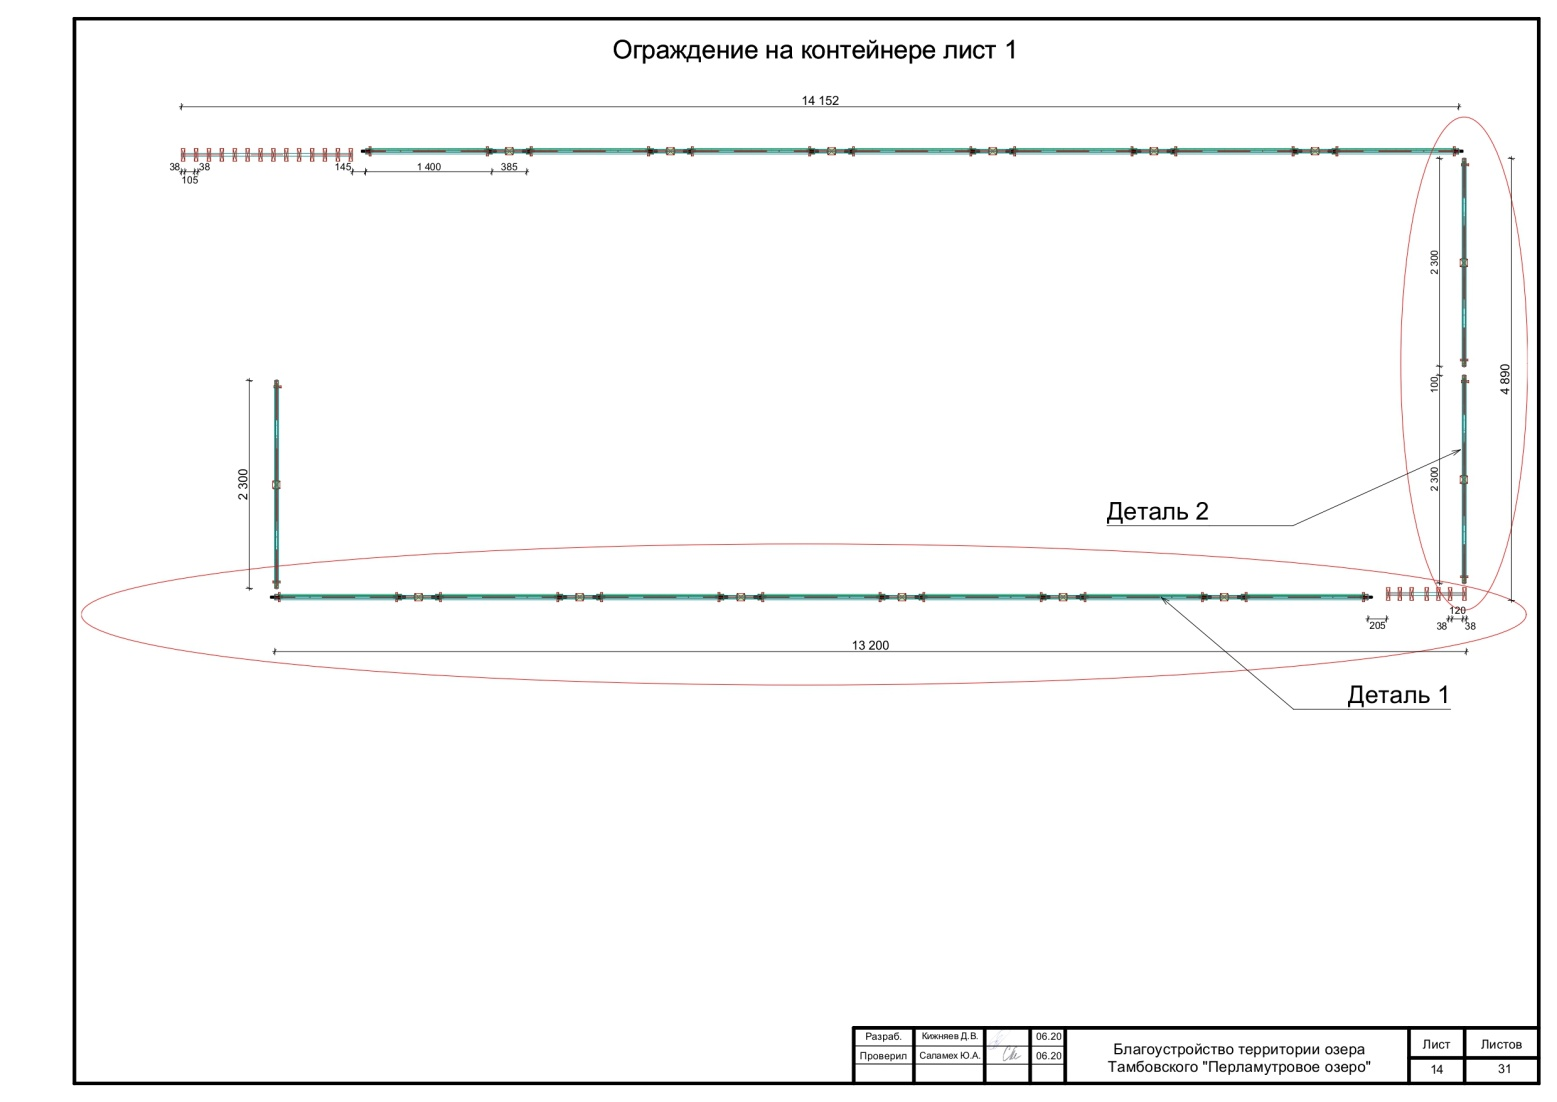 Ограждение на контейнере лист 1
14 152
38
38
105
145
1 400
385
2 300
100
2 300
4 890
2 300
Деталь 2
120
38
38
205
13 200
Деталь 1
Разраб. Кижняев Д.В. 06.20
Проверил Саламех Ю.А. 06.20
Благоустройство территории озера
Тамбовского "Перламутровое озеро"
Лист Листов
14 31